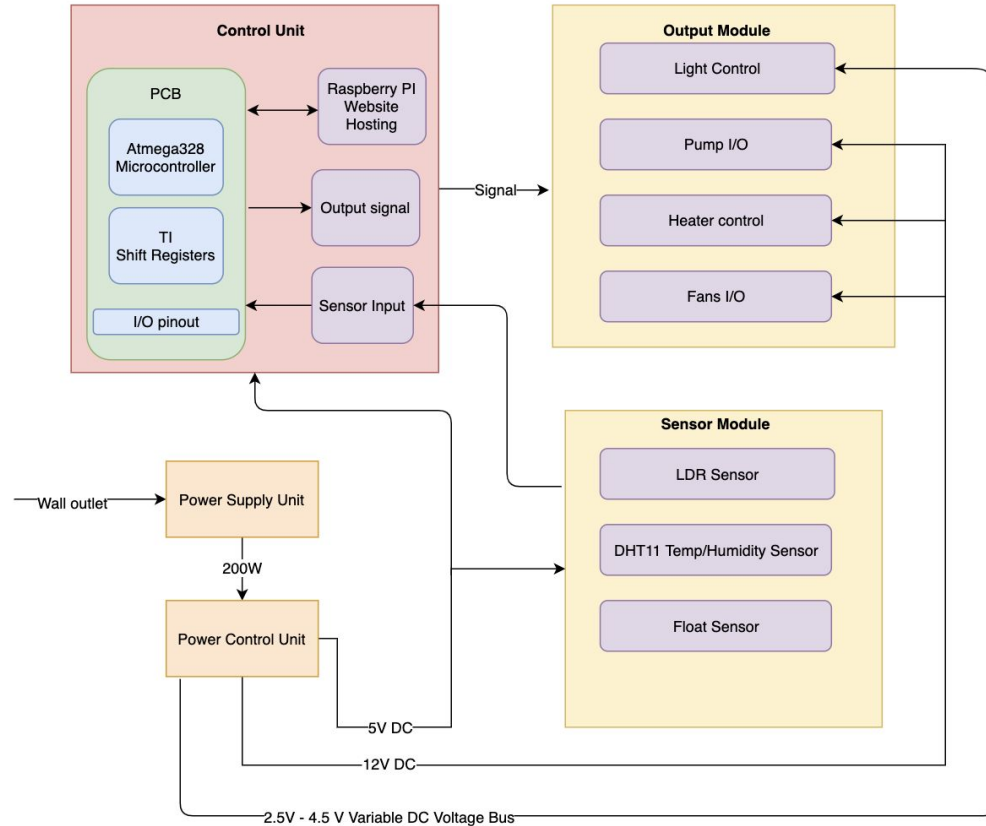 Control Unit
PCB
Atmega328
Microcontroller
TI
Shift Registers
I/O pinout
Raspberry PI
Website
Hosting
Output signal
Sensor Input
Signal
Output Module
Light Control
Pump I/O
Heater control
Fans I/O
Sensor Module
LDR Sensor
DHT11 Temp/Humidity Sensor
Float Sensor
Wall outlet
Power Supply Unit
200W
Power Control Unit
5V DC
12V DC
2.5V - 4.5 V Variable DC Voltage Bus